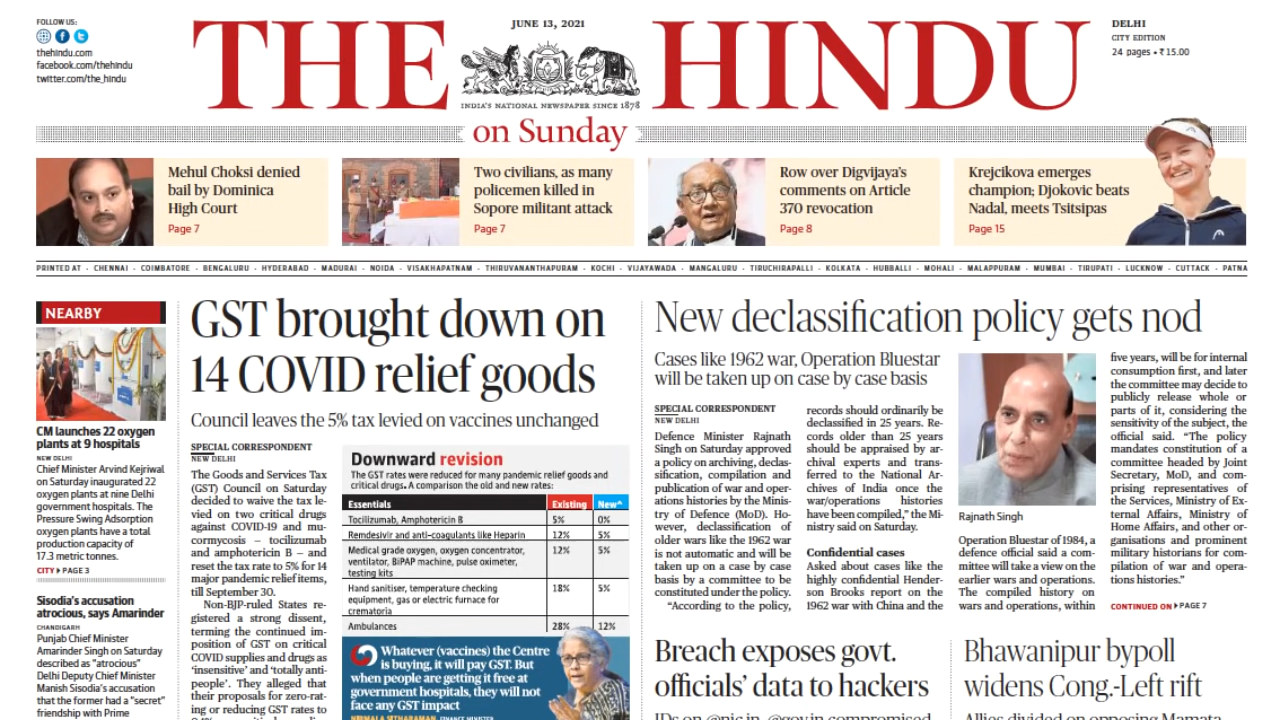 FOLLOW US:
thehindu.com
facebook.com/thehindu
twitter.com/the_hindu
JUNE 13, 2021
THE HINDU
INDIA'S NATIONAL NEWSPAPER SINCE 1878
on Sunday
DELHI
CITY EDITION
24 pages • ₹15.00
Mehul Choksi denied
bail by Dominica
High Court
Page 7
Two civilians, as many
policemen killed in
Sopore militant attack
Page 7
Row over Digvijaya's
comments on Article
370 revocation
Page 8
Krejcikova emerges
champion; Djokovic beats
Nadal, meets Tsitsipas
Page 15
PRINTED AT - CHENNAI - COIMBATORE - BENGALURU - HYDERABAD - MADURAI - NOIDA - VISAKHAPATNAM - THIRUVANANTHAPURAM - KOCHI - VIJAYAWADA - MANGALURU - TIRUCHIRAPALLI - KOLKATA - HUBBALLI - MOHALI - MALAPPURAM - MUMBAI - TIRUPATI - LUCKNOW - CUTTACK - PATNA
NEARBY
CM launches 22 oxygen
plants at 9 hospitals
NEW DELHI
Chief Minister Arvind Kejriwal
on Saturday inaugurated 22
oxygen plants at nine Delhi
government hospitals. The
Pressure Swing Adsorption
oxygen plants have a total
production capacity of
17.3 metric tonnes.
CITY PAGE 3
Sisodia's accusation
atrocious, says Amarinder
CHANDIGARH
Punjab Chief Minister
Amarinder Singh on Saturday
described as "atrocious"
Delhi Deputy Chief Minister
Manish Sisodia's accusation
that the former had a "secret"
friendship with Prime
GST brought down on
14 COVID relief goods
Council leaves the 5% tax levied on vaccines unchanged
SPECIAL CORRESPONDENT
NEW DELHI
The Goods and Services Tax
(GST) Council on Saturday
decided to waive the tax le-
vied on two critical drugs
against COVID-19 and mu-
cormycosis – tocilizumab
and amphotericin B – and
reset the tax rate to 5% for 14
major pandemic relief items,
till September 30.
Non-BJP-ruled States re-
gistered a strong dissent,
terming the continued im-
position of GST on critical
COVID supplies and drugs as
'insensitive' and 'totally anti-
people'. They alleged that
their proposals for zero-rat-
ing or reducing GST rates to
Downward revision
The GST rates were reduced for many pandemic relief goods and
critical drugs. A comparison the old and new rates:
Essentials Existing New^
Tocilizumab, Amphotericin B 5% 0%
Remdesivir and anti-coagulants like Heparin 12% 5%
Medical grade oxygen, oxygen concentrator, 12% 5%
ventilator, BiPAP machine, pulse oximeter,
testing kits
Hand sanitiser, temperature checking 18% 5%
equipment, gas or electric furnace for
crematoria
Ambulances 28% 12%
Whatever (vaccines) the Centre
is buying, it will pay GST. But
when people are getting it free at
government hospitals, they will not
face any GST impact
NIRMALA SITHARAMAN, FINANCE MINISTER
New declassification policy gets nod
Cases like 1962 war, Operation Bluestar
will be taken up on case by case basis
SPECIAL CORRESPONDENT
NEW DELHI
Defence Minister Rajnath
Singh on Saturday approved
a policy on archiving, declas-
sification, compilation and
publication of war and oper-
ations histories by the Minis-
try of Defence (MoD). Ho-
wever, declassification of
older wars like the 1962 war
is not automatic and will be
taken up on a case by case
basis by a committee to be
constituted under the policy.
"According to the policy,
records should ordinarily be
declassified in 25 years. Re-
cords older than 25 years
should be appraised by ar-
chival experts and trans-
ferred to the National Ar-
chives of India once the
war/operations histories
have been compiled," the Mi-
nistry said on Saturday.
Confidential cases
Asked about cases like the
highly confidential Hender-
son Brooks report on the
1962 war with China and the
Rajnath Singh
Operation Bluestar of 1984, a
defence official said a com-
mittee will take a view on the
earlier wars and operations.
The compiled history on
wars and operations, within
five years, will be for internal
consumption first, and later
the committee may decide to
publicly release whole or
parts of it, considering the
sensitivity of the subject, the
official said. "The policy
mandates constitution of a
committee headed by Joint
Secretary, MoD, and com-
prising representatives of
the Services, Ministry of Ex-
ternal Affairs, Ministry of
Home Affairs, and other or-
ganisations and prominent
military historians for com-
pilation of war and opera-
tions histories."
CONTINUED ON PAGE 7
Breach exposes govt.
officials' data to hackers
IDs on @nic.in, @gov.in compromised
Bhawanipur bypoll
widens Cong.-Left rift
Allies divided on opposing Mamata